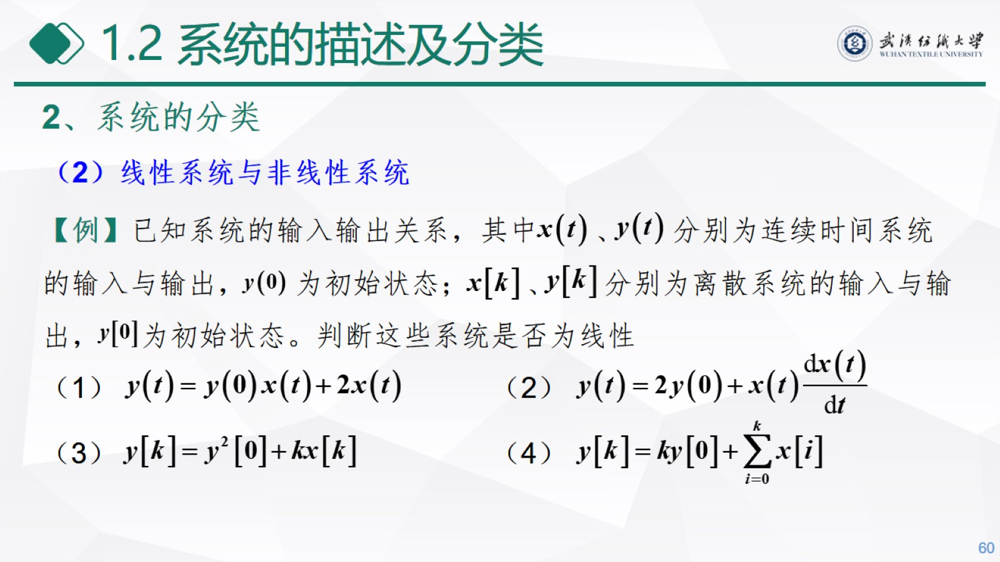 1.2 系统的描述及分类
武汉纺织大学
WUHAN TEXTILE UNIVERSITY
2、系统的分类
（2）线性系统与非线性系统
【例】已知系统的输入输出关系，其中x(t)、y(t)分别为连续时间系统
的输入与输出，y(0)为初始状态；x[k]、y[k]分别为离散系统的输入与输
出，y[0]为初始状态。判断这些系统是否为线性
（1） y(t) = y(0)x(t) + 2x(t)
（2） y(t) = 2y(0) + x(t) dx(t)/dt
（3） y[k] = y²[0] + kx[k]
（4） y[k] = ky[0] + ∑_{i=0}^{k} x[i]
60